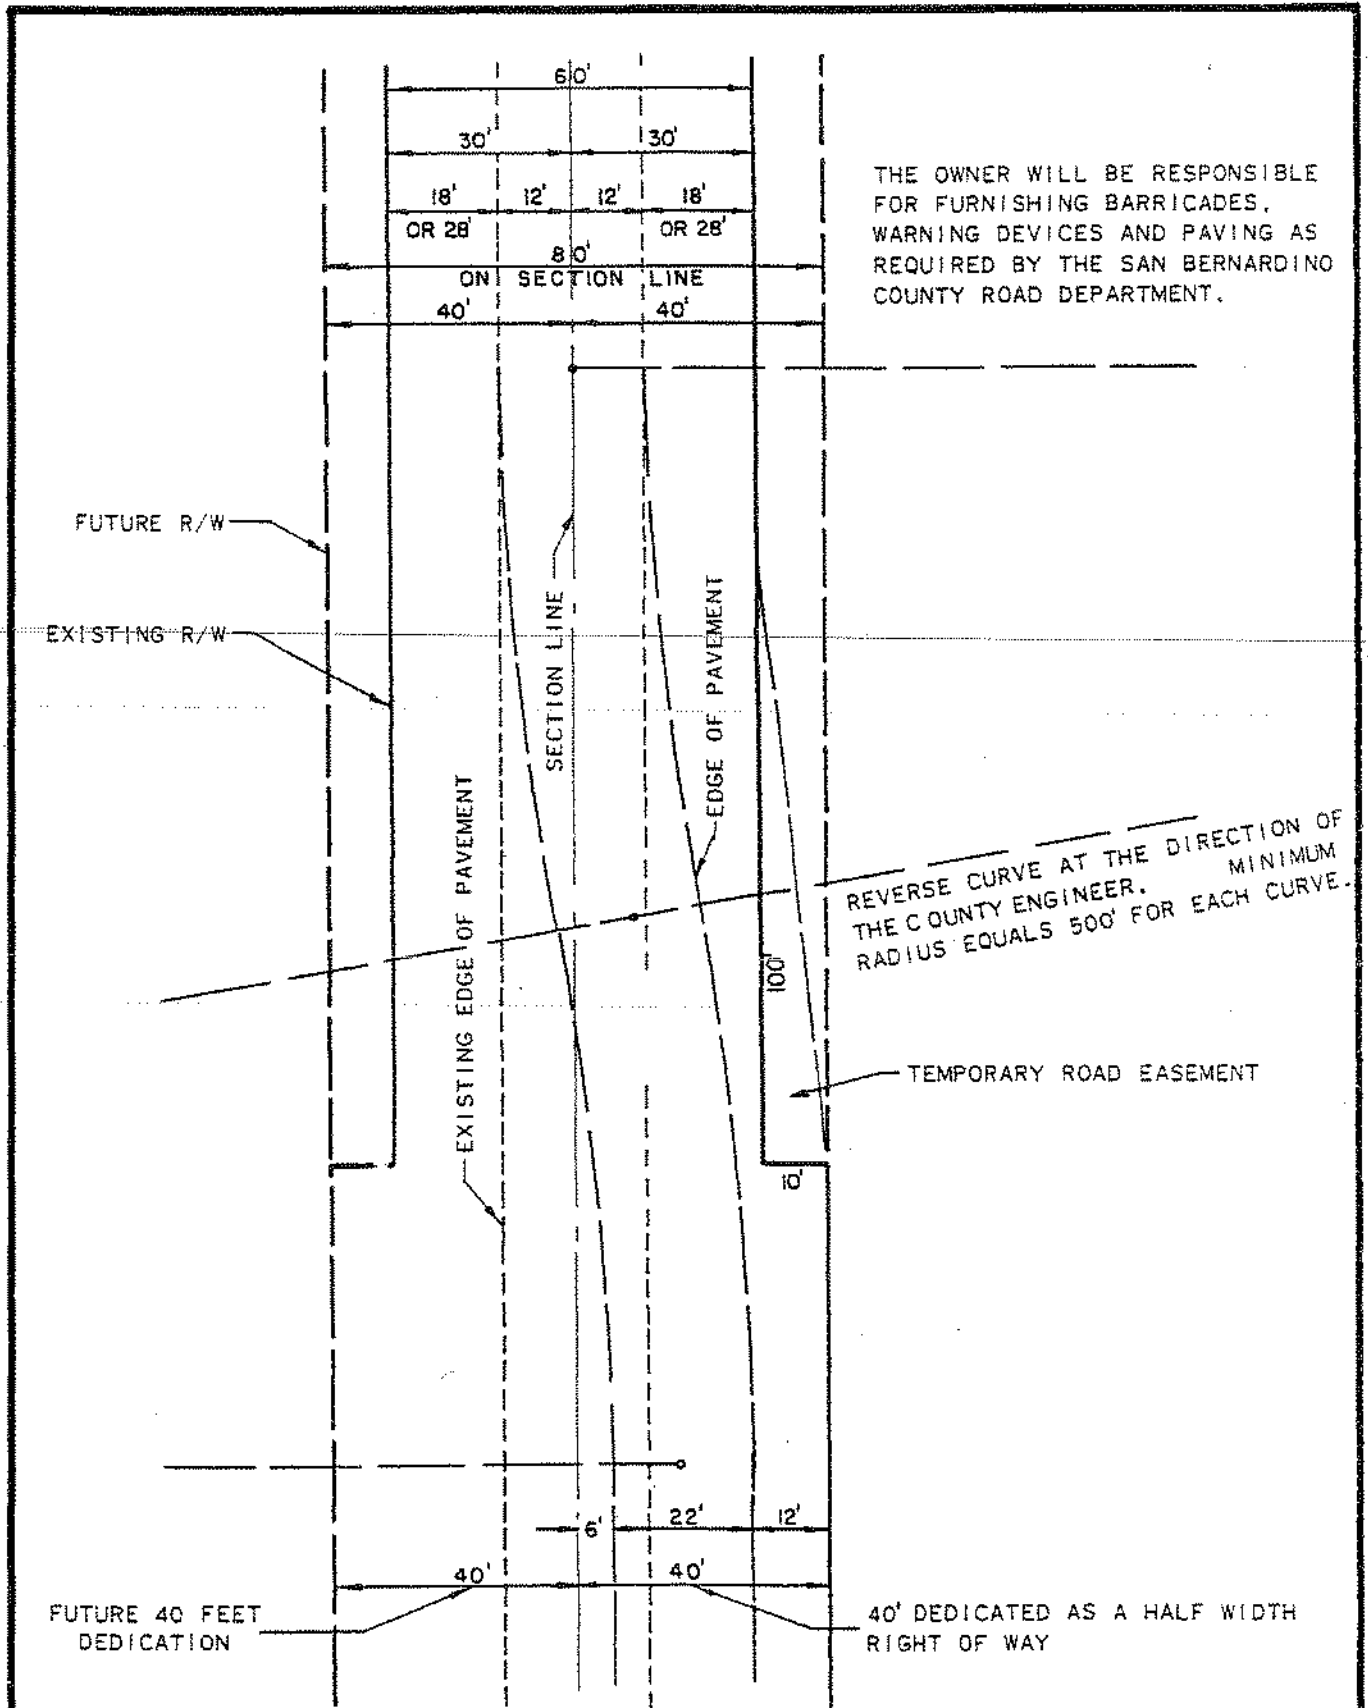 60'
30' 30'
18' 12' 12' 18'
OR 28' OR 28'
80'
ON SECTION LINE
40' 40'
THE OWNER WILL BE RESPONSIBLE
FOR FURNISHING BARRICADES,
WARNING DEVICES AND PAVING AS
REQUIRED BY THE SAN BERNARDINO
COUNTY ROAD DEPARTMENT.
FUTURE R/W
EXISTING R/W
SECTION LINE
EDGE OF PAVEMENT
EXISTING EDGE OF PAVEMENT
REVERSE CURVE AT THE DIRECTION OF
THE COUNTY ENGINEER. MINIMUM
RADIUS EQUALS 500' FOR EACH CURVE.
100'
TEMPORARY ROAD EASEMENT
10'
6' 22' 12'
40' 40'
FUTURE 40 FEET
DEDICATION
40' DEDICATED AS A HALF WIDTH
RIGHT OF WAY